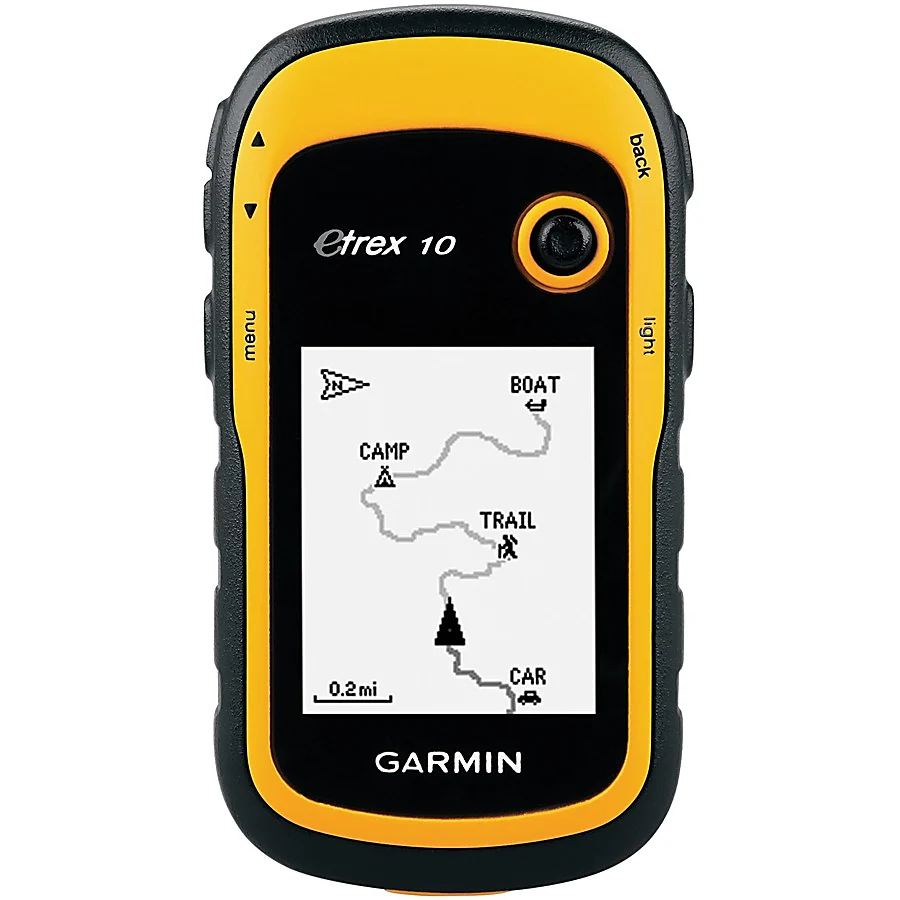 back
etrex 10
menu
light
N
BOAT
CAMP
TRAIL
CAR
0.2mi
GARMIN